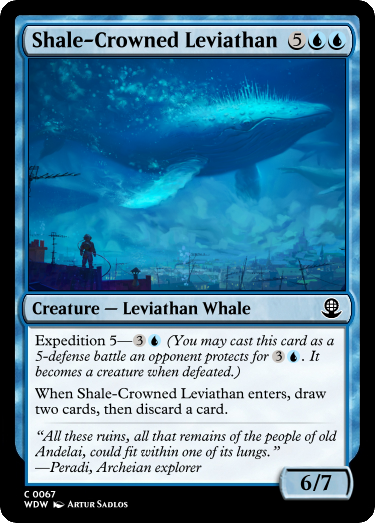 Shale-Crowned Leviathan 5
Creature — Leviathan Whale
Expedition 5—3 (You may cast this card as a
5-defense battle an opponent protects for 3 . It
becomes a creature when defeated.)
When Shale-Crowned Leviathan enters, draw
two cards, then discard a card.
“All these ruins, all that remains of the people of old
Andelai, could fit within one of its lungs.”
—Peradi, Archeian explorer
6/7
C 0067
WDW Artur Sadlos